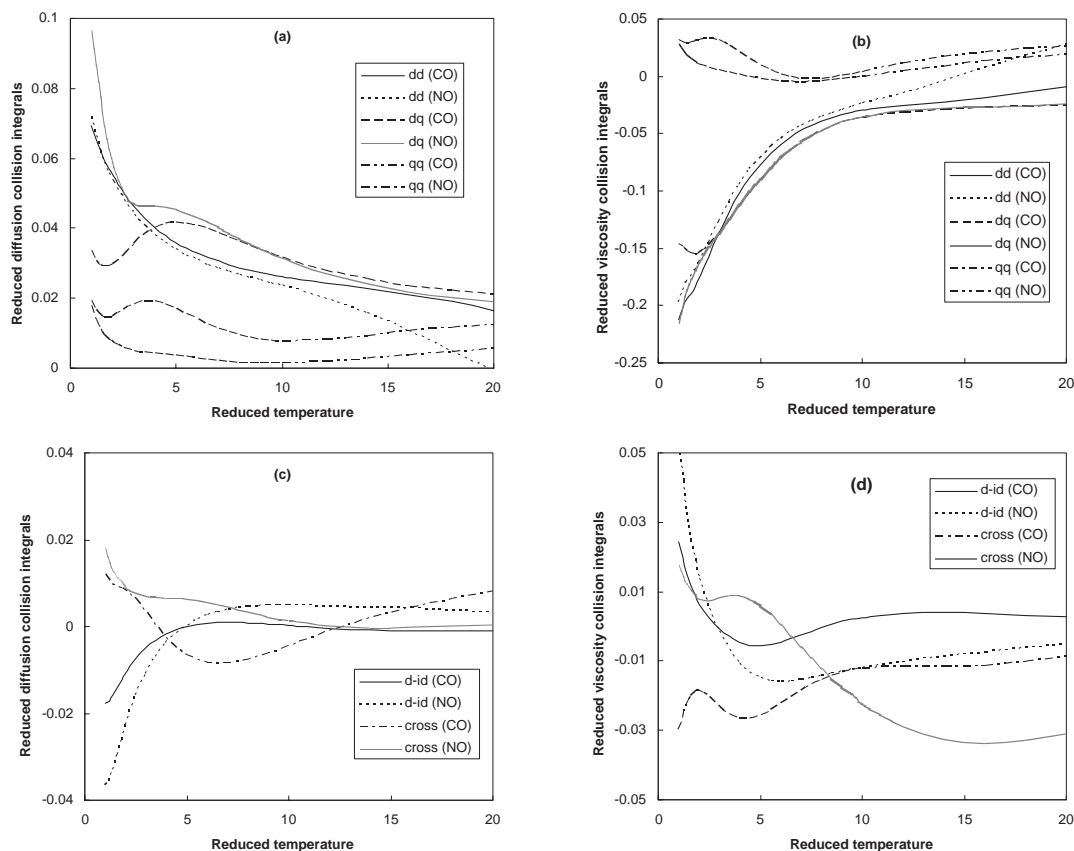 (a)
Reduced diffusion collision integrals
0.1
0.08
0.06
0.04
0.02
0
dd (CO)
dd (NO)
dq (CO)
dq (NO)
qq (CO)
qq (NO)
0 5 10 15 20
Reduced temperature
(b)
Reduced viscosity collision integrals
0.05
0
-0.05
-0.1
-0.15
-0.2
-0.25
dd (CO)
dd (NO)
dq (CO)
dq (NO)
qq (CO)
qq (NO)
0 5 10 15 20
Reduced temperature
(c)
Reduced diffusion collision integrals
0.04
0.02
0
-0.02
-0.04
d-id (CO)
d-id (NO)
cross (CO)
cross (NO)
0 5 10 15 20
Reduced temperature
(d)
Reduced viscosity collision integrals
0.05
0.03
0.01
-0.01
-0.03
-0.05
d-id (CO)
d-id (NO)
cross (CO)
cross (NO)
0 5 10 15 20
Reduced temperature